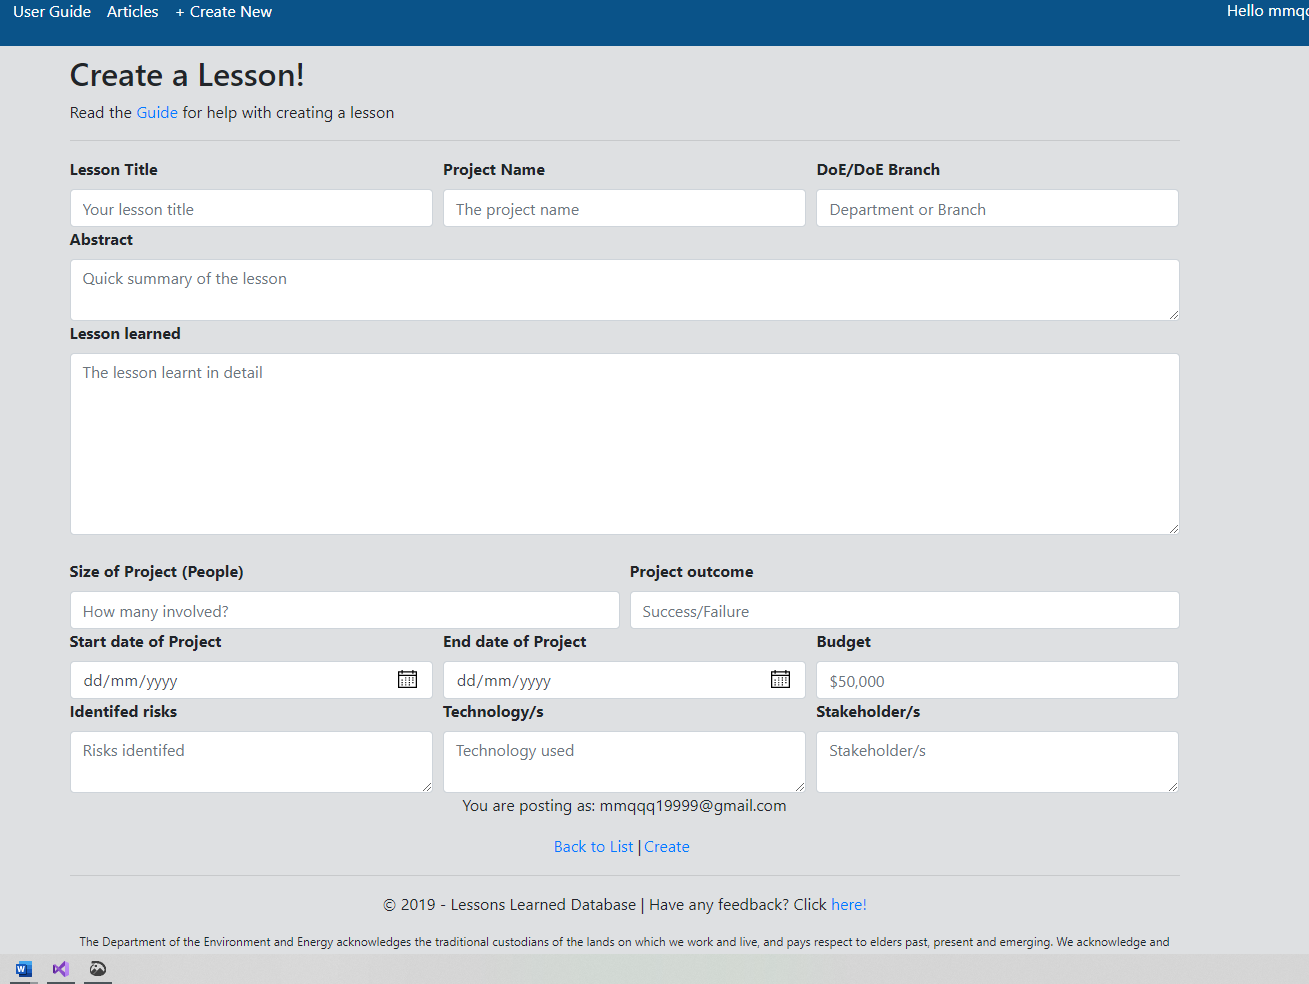 User Guide Articles + Create New Hello mmqq
Create a Lesson!
Read the Guide for help with creating a lesson
Lesson Title Project Name DoE/DoE Branch
Your lesson title The project name Department or Branch
Abstract
Quick summary of the lesson
Lesson learned
The lesson learnt in detail
Size of Project (People) Project outcome
How many involved? Success/Failure
Start date of Project End date of Project Budget
dd/mm/yyyy dd/mm/yyyy $50,000
Identifed risks Technology/s Stakeholder/s
Risks identifed Technology used Stakeholder/s
You are posting as: mmqqq19999@gmail.com
Back to List | Create
© 2019 - Lessons Learned Database | Have any feedback? Click here!
The Department of the Environment and Energy acknowledges the traditional custodians of the lands on which we work and live, and pays respect to elders past, present and emerging. We acknowledge and